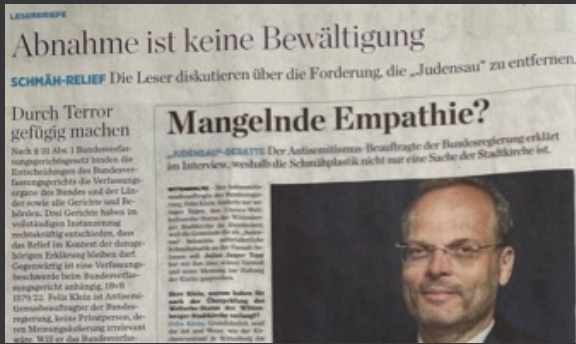 LESERBRIEFE
Abnahme ist keine Bewältigung
SCHMÄH-RELIEF Die Leser diskutieren über die Forderung, die „Judensau“ zu entfernen.
Durch Terror
gefügig machen
Nach § 31 Abs. 1 Bundesverfas-
sungsgerichtsgesetz binden die
Entscheidungen des Bundesver-
fassungsgerichts die Verfassungs-
organe des Bundes und der Län-
der sowie alle Gerichte und Be-
hörden. Drei Gerichte haben im
vollständigen Instanzenzug
rechtskräftig entschieden, dass
das Relief im Kontext der dazuge-
hörigen Erklärung bleiben darf.
Gegenwärtig ist eine Verfassungs-
beschwerde beim Bundesverfas-
sungsgericht anhängig, 1BvR
1879/22. Felix Klein ist Antisemi-
tismusbeauftragter der Bundes-
regierung, keine Privatperson, de-
ren Meinungsäußerung irrelevant
wäre. Will er das Bundesverfas-
Mangelnde Empathie?
„JUDENSAU“-DEBATTE Der Antisemitismus-Beauftragte der Bundesregierung erklärt
im Interview, weshalb die Schmähplastik nicht nur eine Sache der Stadtkirche ist.